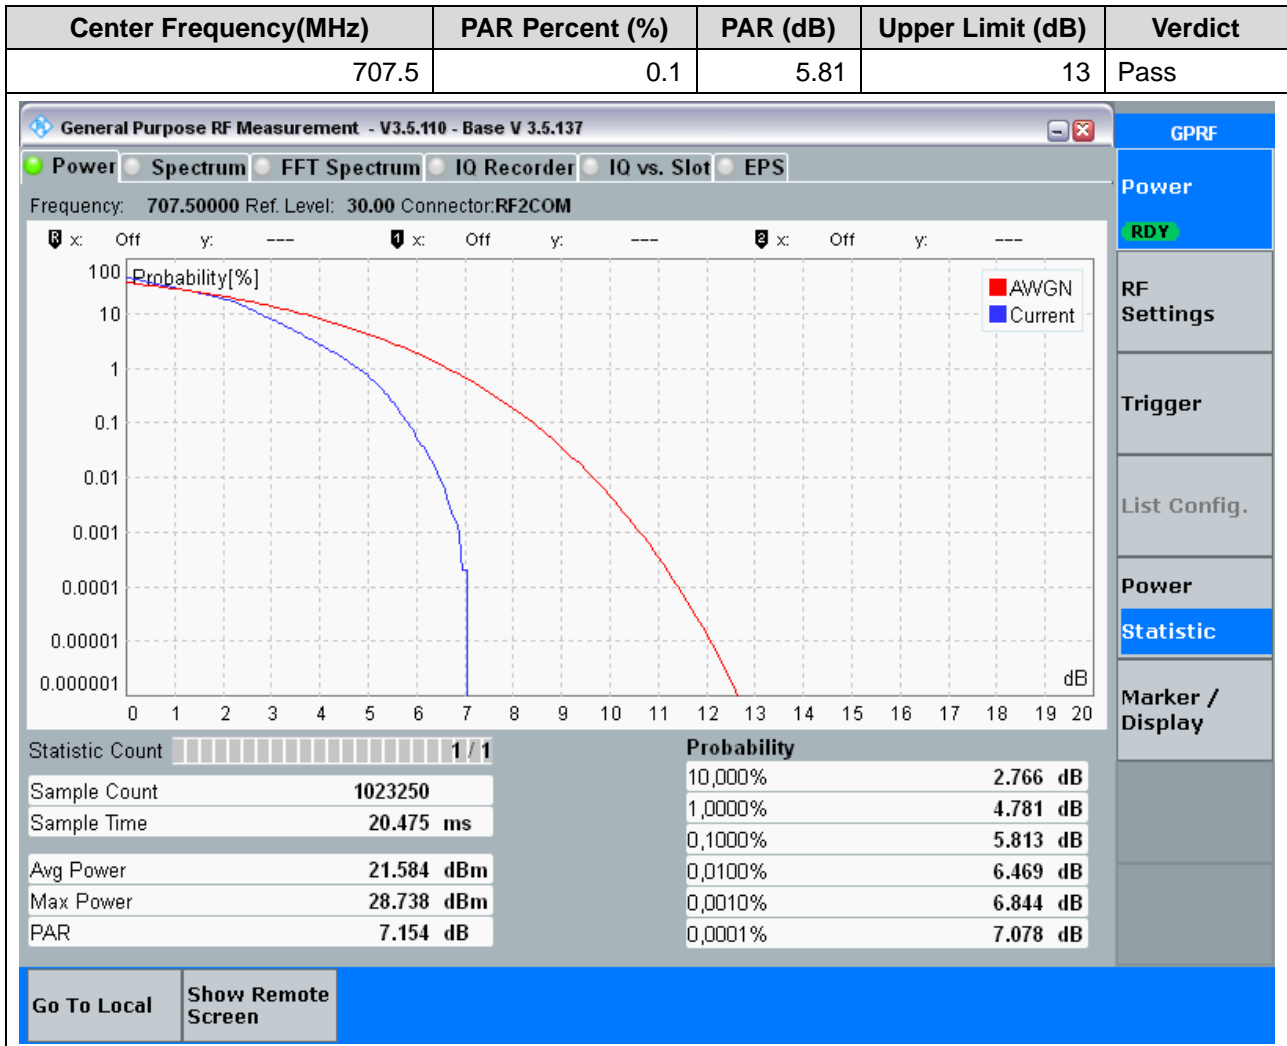 Center Frequency(MHz) PAR Percent (%) PAR (dB) Upper Limit (dB) Verdict
707.5 0.1 5.81 13 Pass
General Purpose RF Measurement - V3.5.110 - Base V 3.5.137
GPRF
Power Spectrum FFT Spectrum IQ Recorder IQ vs. Slot EPS
Power
RDY
Frequency: 707.50000 Ref. Level: 30.00 Connector:RF2COM
R x: Off y: --- 1 x: Off y: --- 2 x: Off y: ---
Probability[%]
AWGN
Current
100
10
1
0.1
0.01
0.001
0.0001
0.00001
0.000001
dB
0 1 2 3 4 5 6 7 8 9 10 11 12 13 14 15 16 17 18 19 20
RF
Settings
Trigger
List Config.
Power
Statistic
Marker /
Display
Statistic Count 1 / 1
Sample Count 1023250
Sample Time 20.475 ms
Avg Power 21.584 dBm
Max Power 28.738 dBm
PAR 7.154 dB
Probability
10,000% 2.766 dB
1,0000% 4.781 dB
0,1000% 5.813 dB
0,0100% 6.469 dB
0,0010% 6.844 dB
0,0001% 7.078 dB
Go To Local
Show Remote
Screen